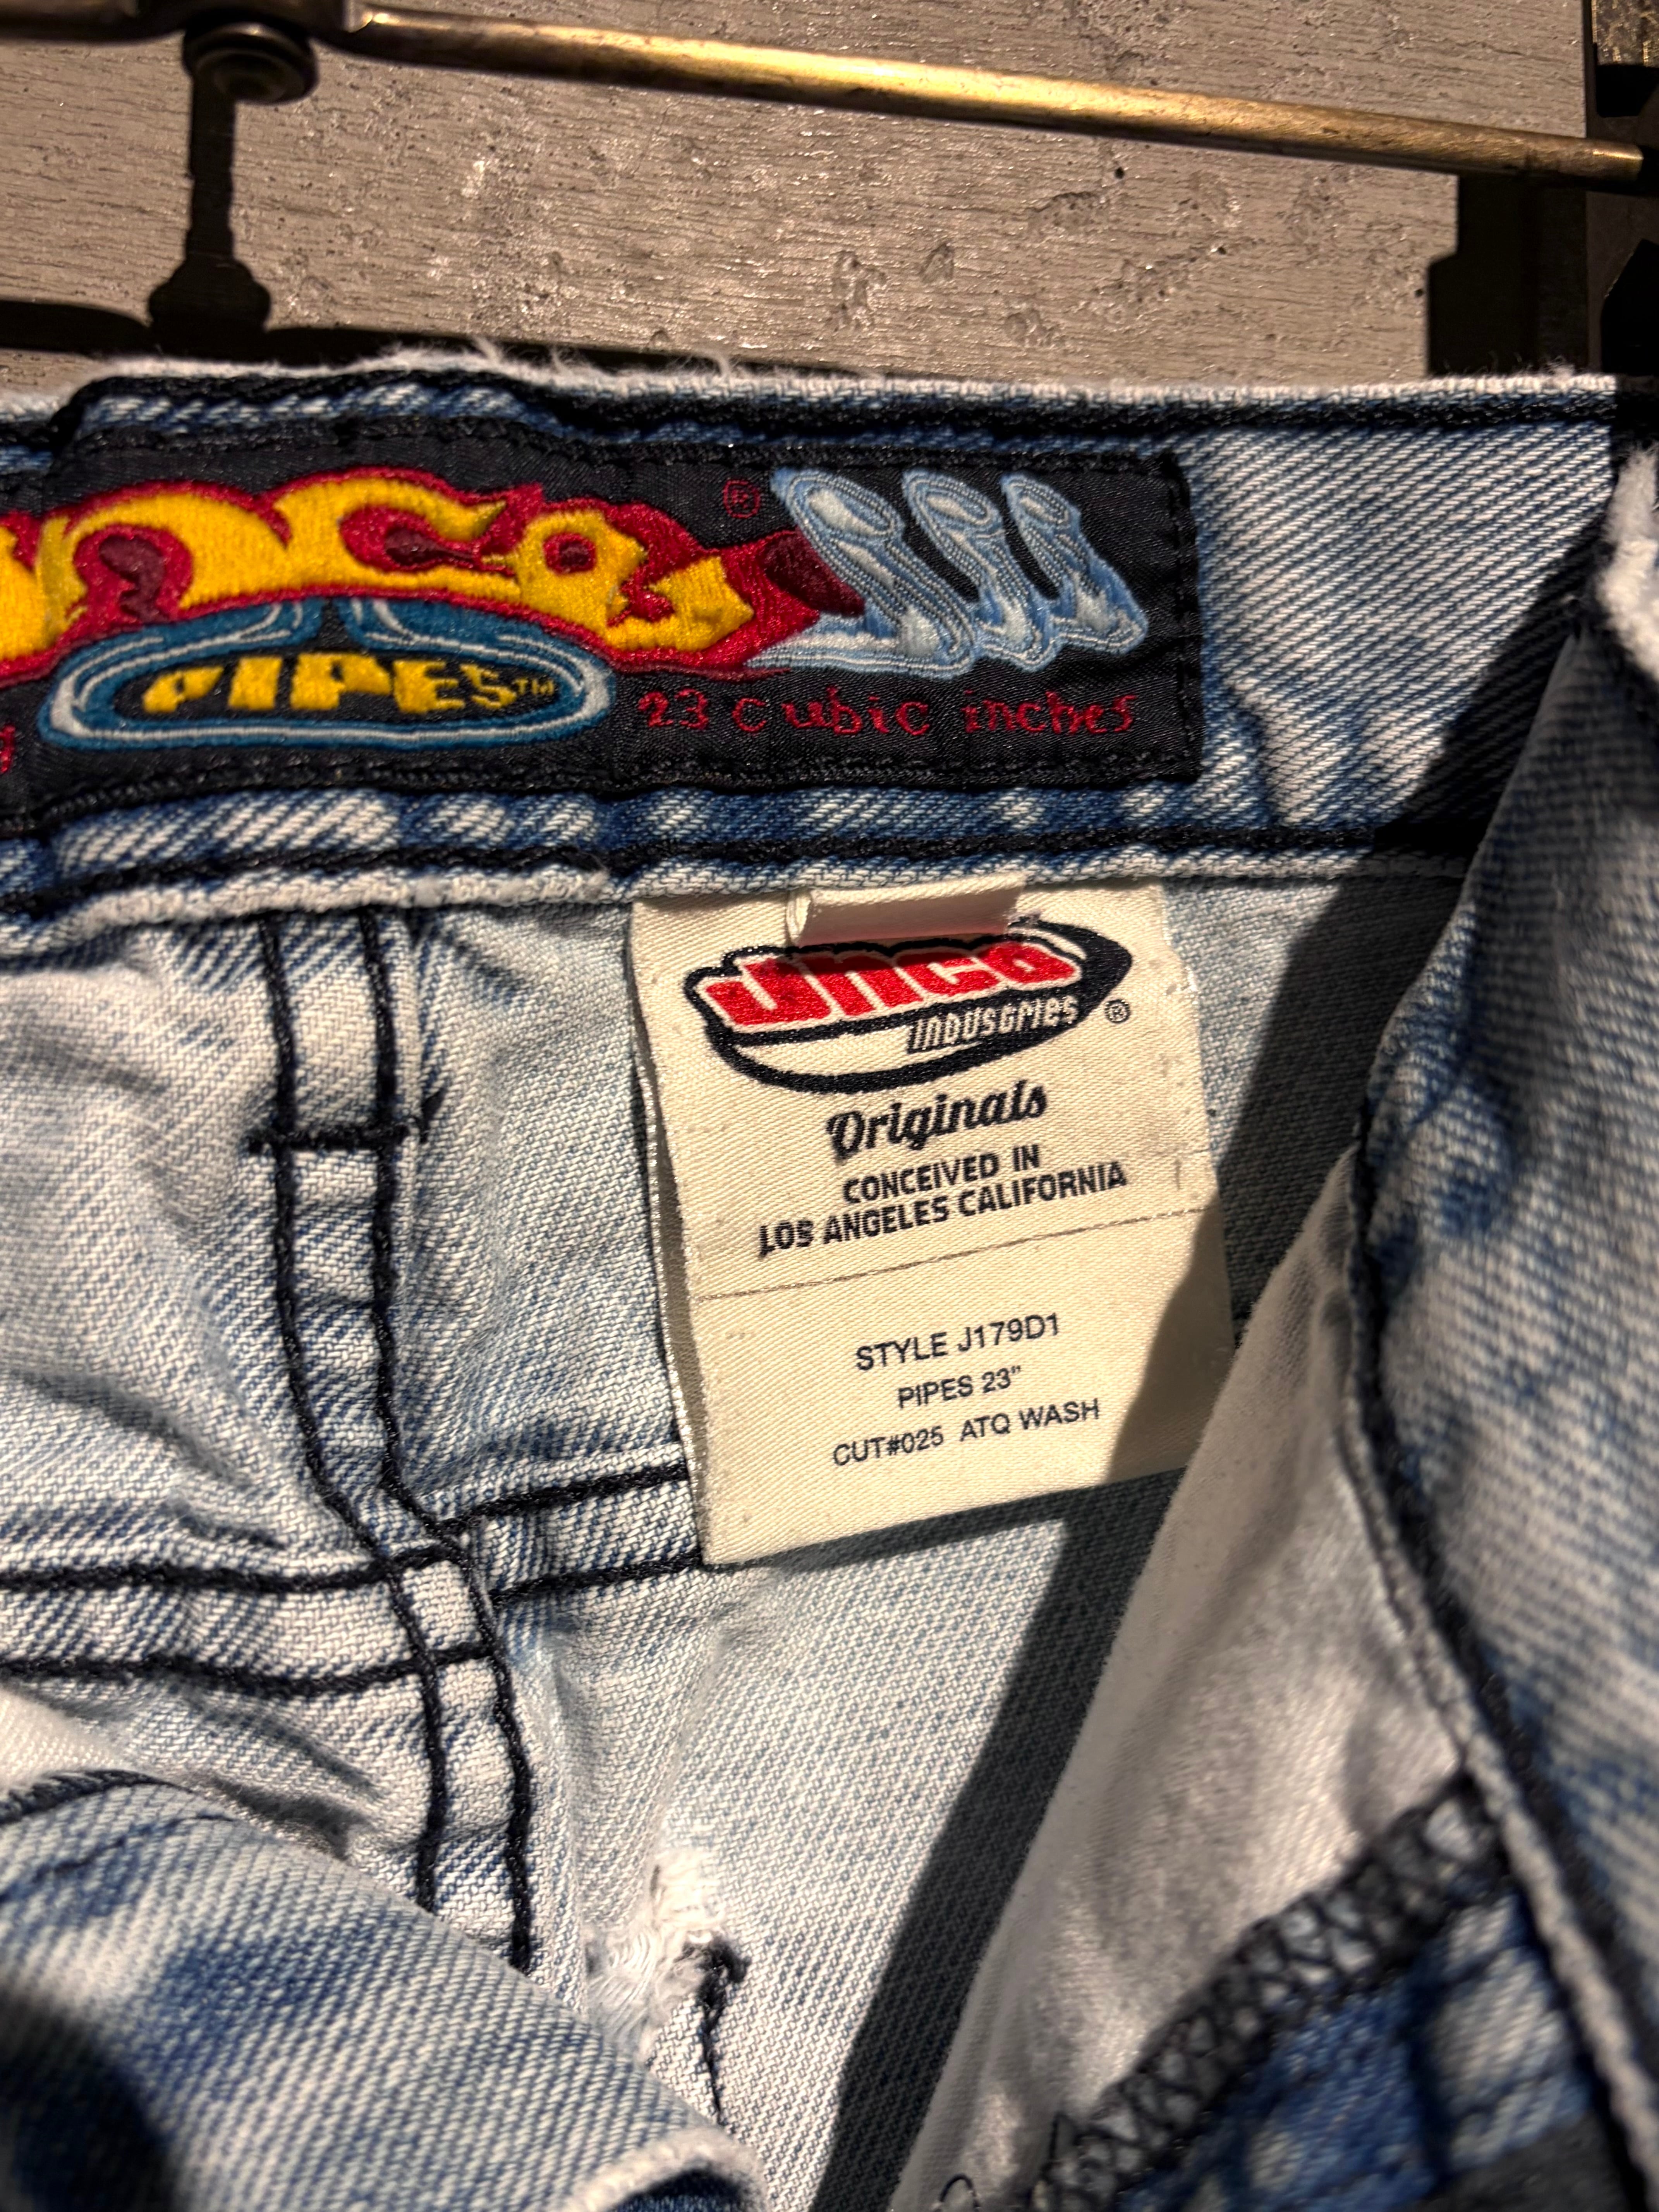 ®
PIPES™
23 cubic inches
Jnco
INDUSTRIES ®
Originals
CONCEIVED IN
LOS ANGELES CALIFORNIA
STYLE J179D1
PIPES 23"
CUT#025 ATQ WASH